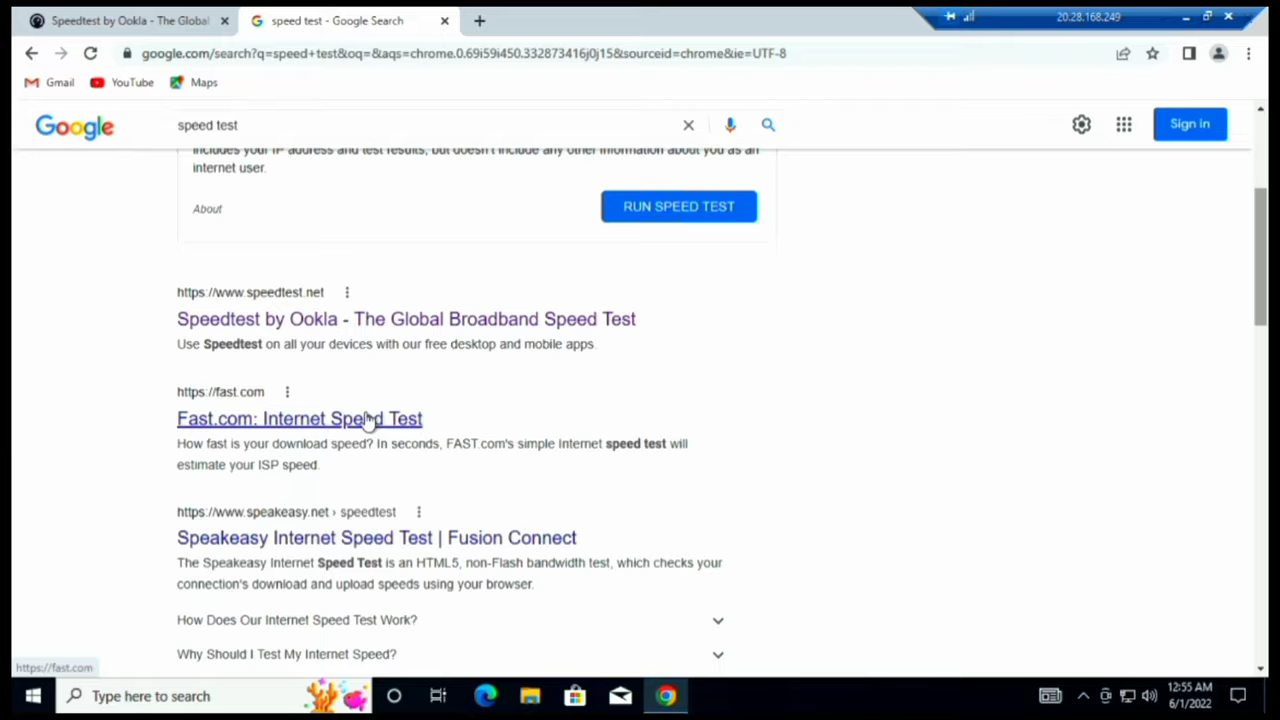 Speedtest by Ookla - The Global
speed test - Google Search
20.28.168.249
google.com/search?q=speed+test&oq=&aqs=chrome.0.69i59i450.332873416j0j15&sourceid=chrome&ie=UTF-8
Gmail
YouTube
Maps
Google
speed test
Sign in
includes your IP address and test results, but doesn't include any other information about you as an
internet user.
About
RUN SPEED TEST
https://www.speedtest.net
Speedtest by Ookla - The Global Broadband Speed Test
Use Speedtest on all your devices with our free desktop and mobile apps.
https://fast.com
Fast.com: Internet Speed Test
How fast is your download speed? In seconds, FAST.com's simple Internet speed test will
estimate your ISP speed.
https://www.speakeasy.net › speedtest
Speakeasy Internet Speed Test | Fusion Connect
The Speakeasy Internet Speed Test is an HTML5, non-Flash bandwidth test, which checks your
connection's download and upload speeds using your browser.
How Does Our Internet Speed Test Work?
Why Should I Test My Internet Speed?
https://fast.com
Type here to search
12:55 AM
6/1/2022